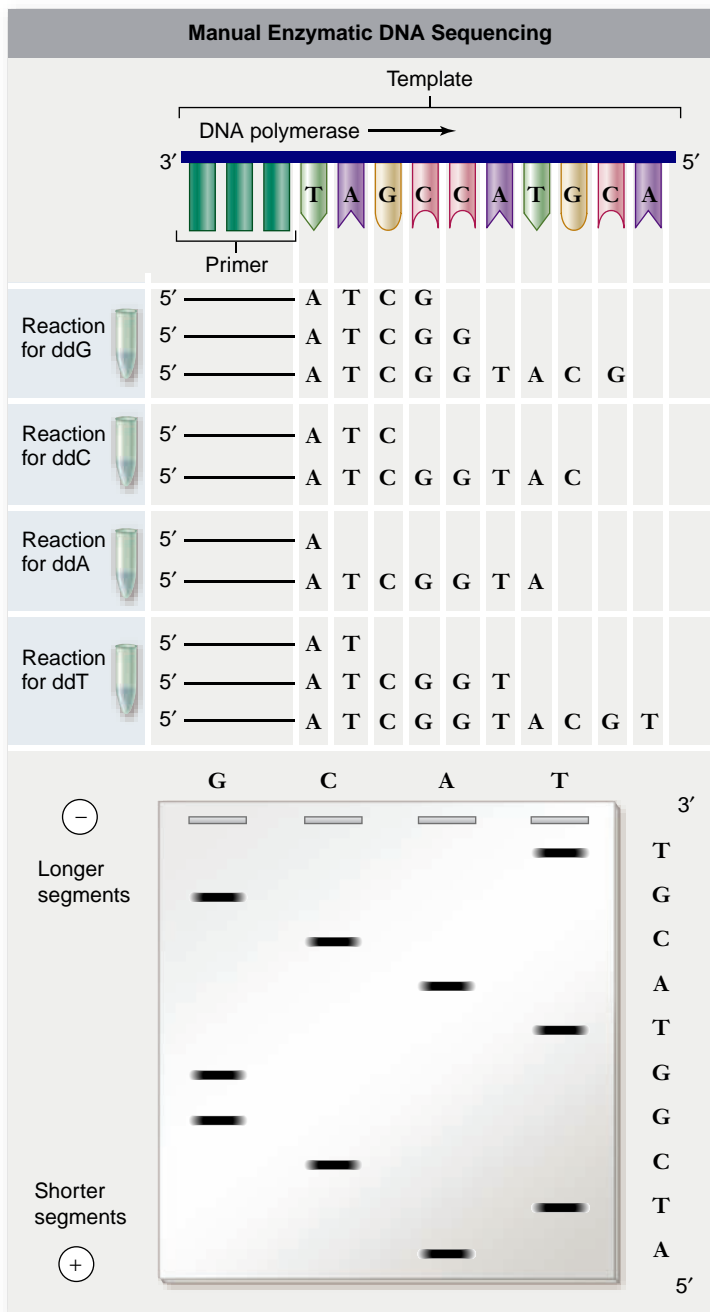 Manual Enzymatic DNA Sequencing
Template
DNA polymerase
3′ 5′
T A G C C A T G C A
Primer
Reaction
for ddG
5′ A T C G
5′ A T C G G
5′ A T C G G T A C G
Reaction
for ddC
5′ A T C
5′ A T C G G T A C
Reaction
for ddA
5′ A
5′ A T C G G T A
Reaction
for ddT
5′ A T
5′ A T C G G T
5′ A T C G G T A C G T
G C A T
−
Longer
segments
Shorter
segments
+
3′
T
G
C
A
T
G
G
C
T
A
5′